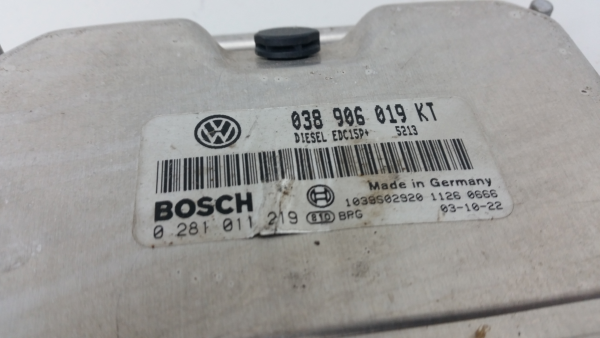 038 906 019 KT
DIESEL EDC15P+ 5213
Made in Germany
BOSCH
1039S02920 1126 0666
0 281 011 219 610 BRG 03-10-22